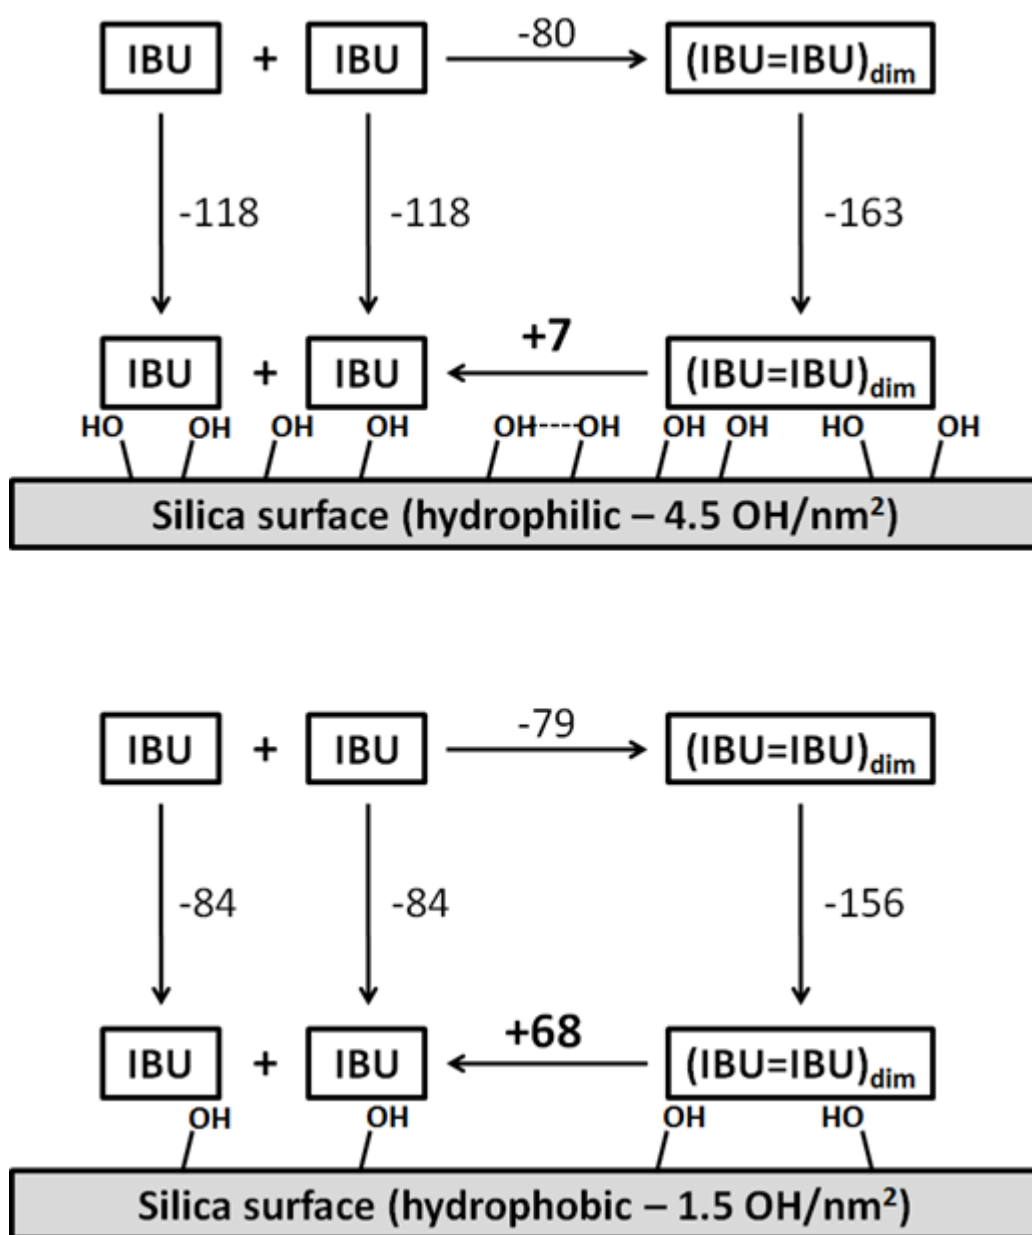 IBU + IBU -80 (IBU=IBU)dim
-118 -118 -163
IBU + IBU +7 (IBU=IBU)dim
HO OH OH OH OH----OH OH OH HO OH
Silica surface (hydrophilic – 4.5 OH/nm²)
IBU + IBU -79 (IBU=IBU)dim
-84 -84 -156
IBU + IBU +68 (IBU=IBU)dim
OH OH OH HO
Silica surface (hydrophobic – 1.5 OH/nm²)